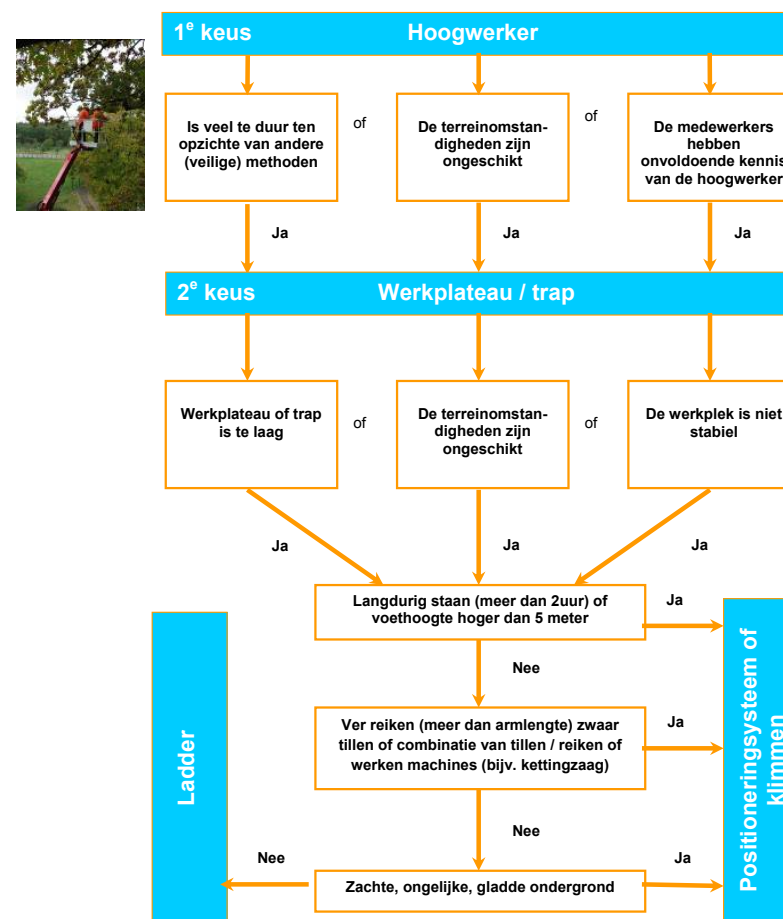 1e keus Hoogwerker
Is veel te duur ten
opzichte van andere
(veilige) methoden
of
De terreinomstan-
digheden zijn
ongeschikt
of
De medewerkers
hebben
onvoldoende kennis
van de hoogwerker
Ja
Ja
Ja
2e keus Werkplateau / trap
Werkplateau of trap
is te laag
of
De terreinomstan-
digheden zijn
ongeschikt
of
De werkplek is niet
stabiel
Ja
Ja
Ja
Langdurig staan (meer dan 2uur) of
voethoogte hoger dan 5 meter
Ja
Nee
Ver reiken (meer dan armlengte) zwaar
tillen of combinatie van tillen / reiken of
werken machines (bijv. kettingzaag)
Ja
Nee
Zachte, ongelijke, gladde ondergrond
Nee
Ja
Ladder
Positioneringsysteem of
klimmen